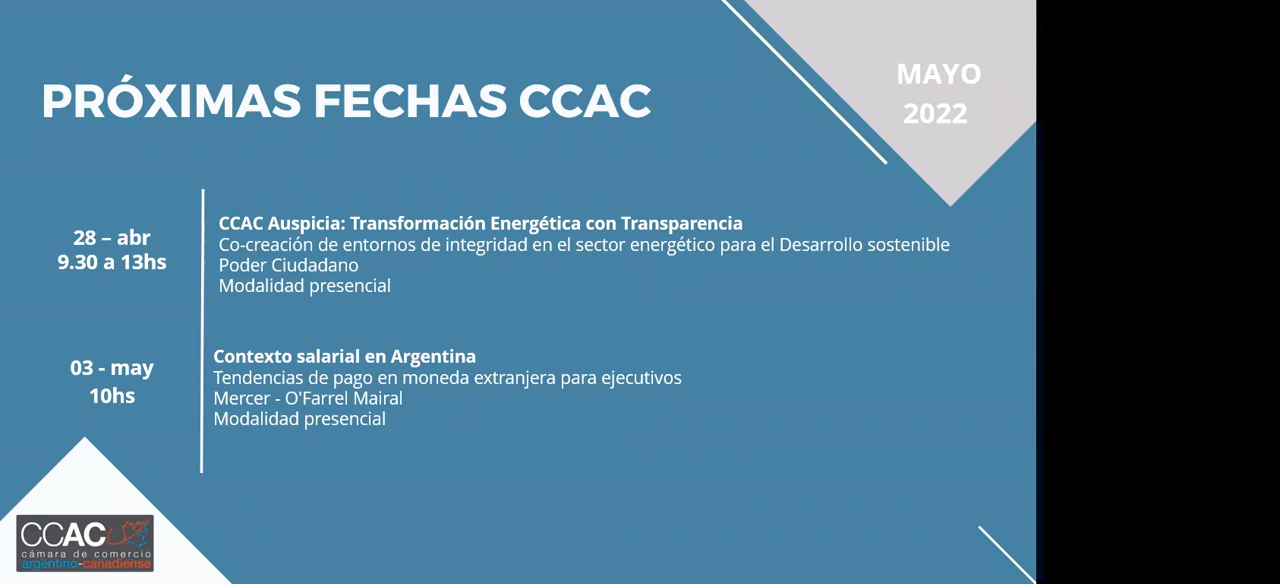 MAYO
2022
PRÓXIMAS FECHAS CCAC
28 – abr
9.30 a 13hs
CCAC Auspicia: Transformación Energética con Transparencia
Co-creación de entornos de integridad en el sector energético para el Desarrollo sostenible
Poder Ciudadano
Modalidad presencial
03 - may
10hs
Contexto salarial en Argentina
Tendencias de pago en moneda extranjera para ejecutivos
Mercer - O'Farrel Mairal
Modalidad presencial
CCAC
cámara de comercio
argentino-canadiense